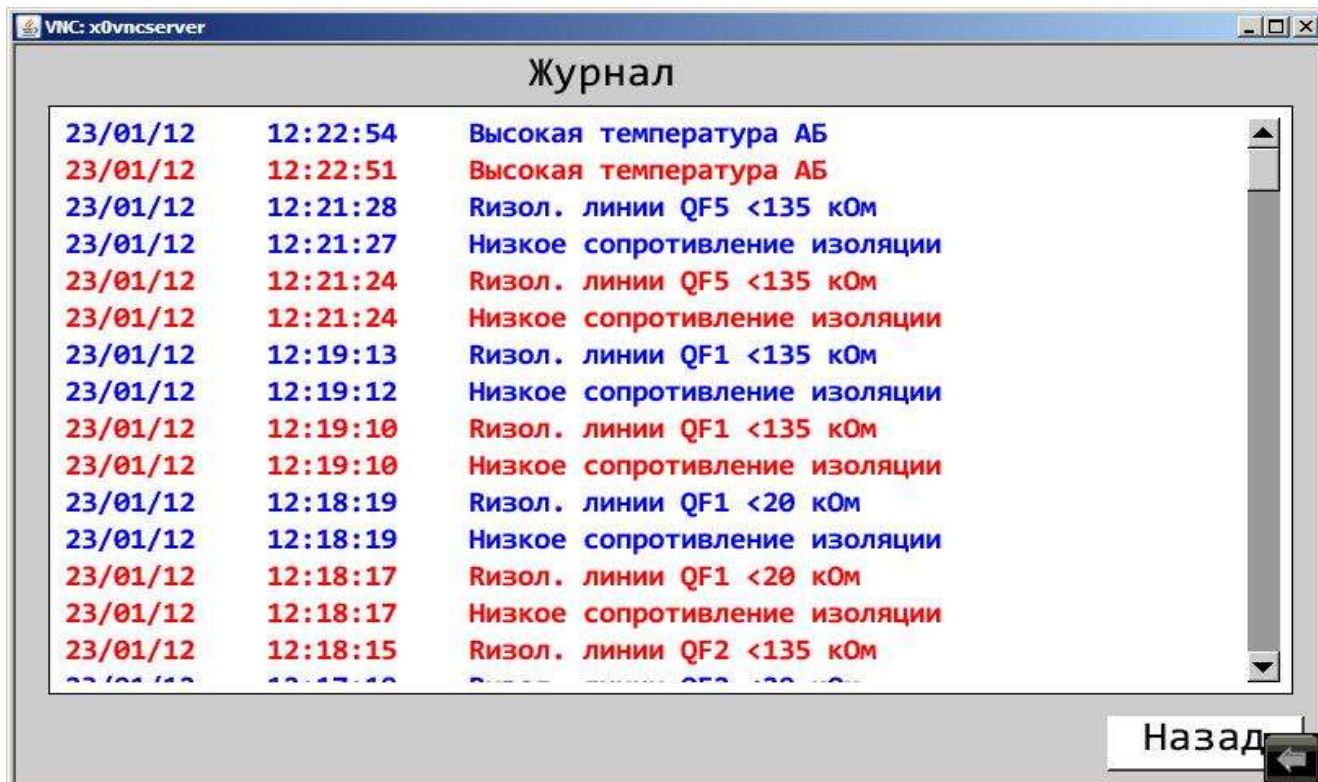 VNC: x0vncserver
Журнал
23/01/12 12:22:54 Высокая температура АБ
23/01/12 12:22:51 Высокая температура АБ
23/01/12 12:21:28 Rизол. линии QF5 <135 кОм
23/01/12 12:21:27 Низкое сопротивление изоляции
23/01/12 12:21:24 Rизол. линии QF5 <135 кОм
23/01/12 12:21:24 Низкое сопротивление изоляции
23/01/12 12:19:13 Rизол. линии QF1 <135 кОм
23/01/12 12:19:12 Низкое сопротивление изоляции
23/01/12 12:19:10 Rизол. линии QF1 <135 кОм
23/01/12 12:19:10 Низкое сопротивление изоляции
23/01/12 12:18:19 Rизол. линии QF1 <20 кОм
23/01/12 12:18:19 Низкое сопротивление изоляции
23/01/12 12:18:17 Rизол. линии QF1 <20 кОм
23/01/12 12:18:17 Низкое сопротивление изоляции
23/01/12 12:18:15 Rизол. линии QF2 <135 кОм
Назад